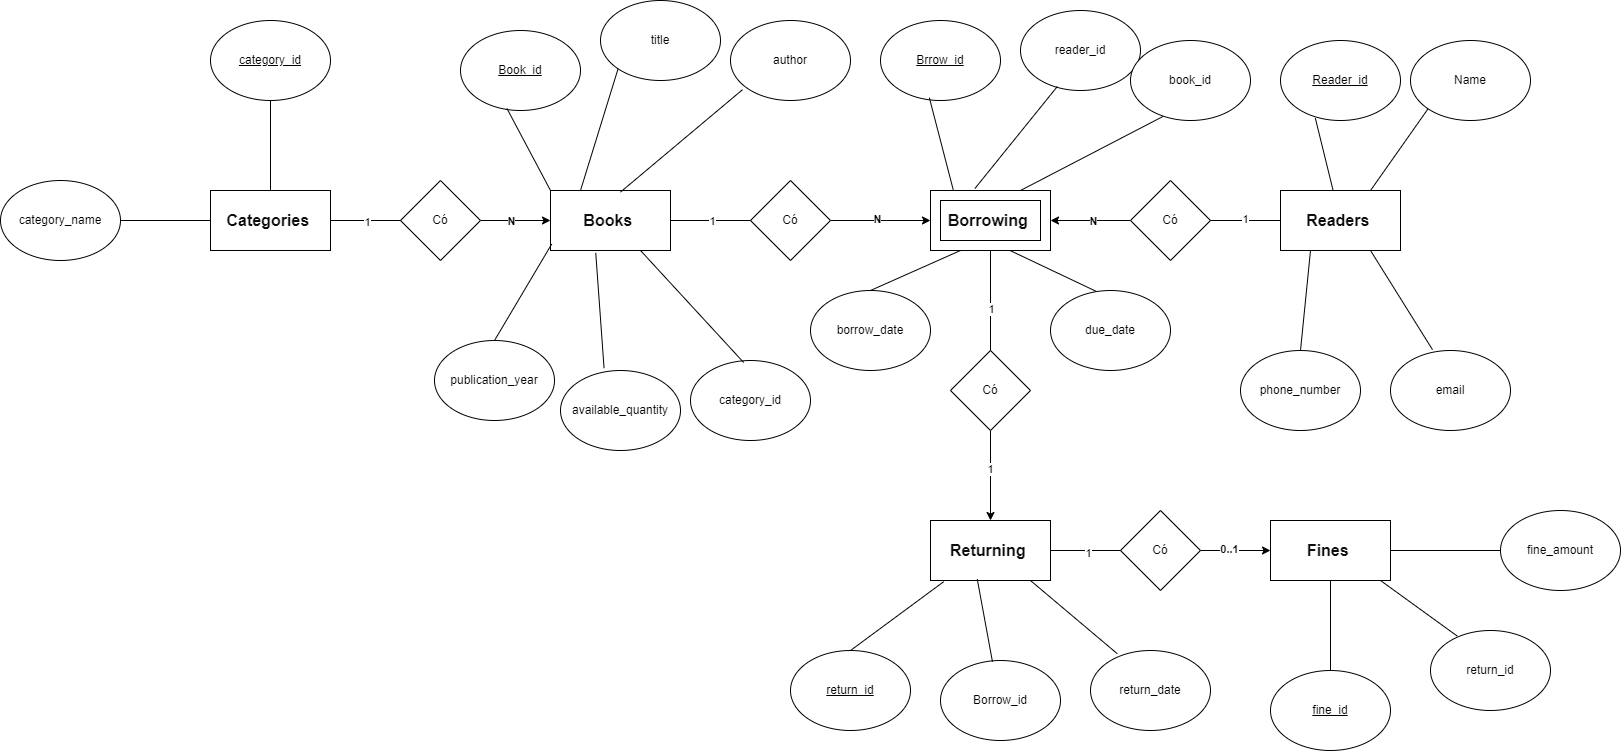 category_id
Book_id
title
author
Brrow_id
reader_id
book_id
Reader_id
Name
category_name
Categories
1
Có
N
Books
1
Có
N
Borrowing
N
Có
1
Readers
publication_year
available_quantity
category_id
borrow_date
1
due_date
phone_number
email
Có
1
Returning
1
Có
0..1
Fines
fine_amount
return_id
Borrow_id
return_date
fine_id
return_id